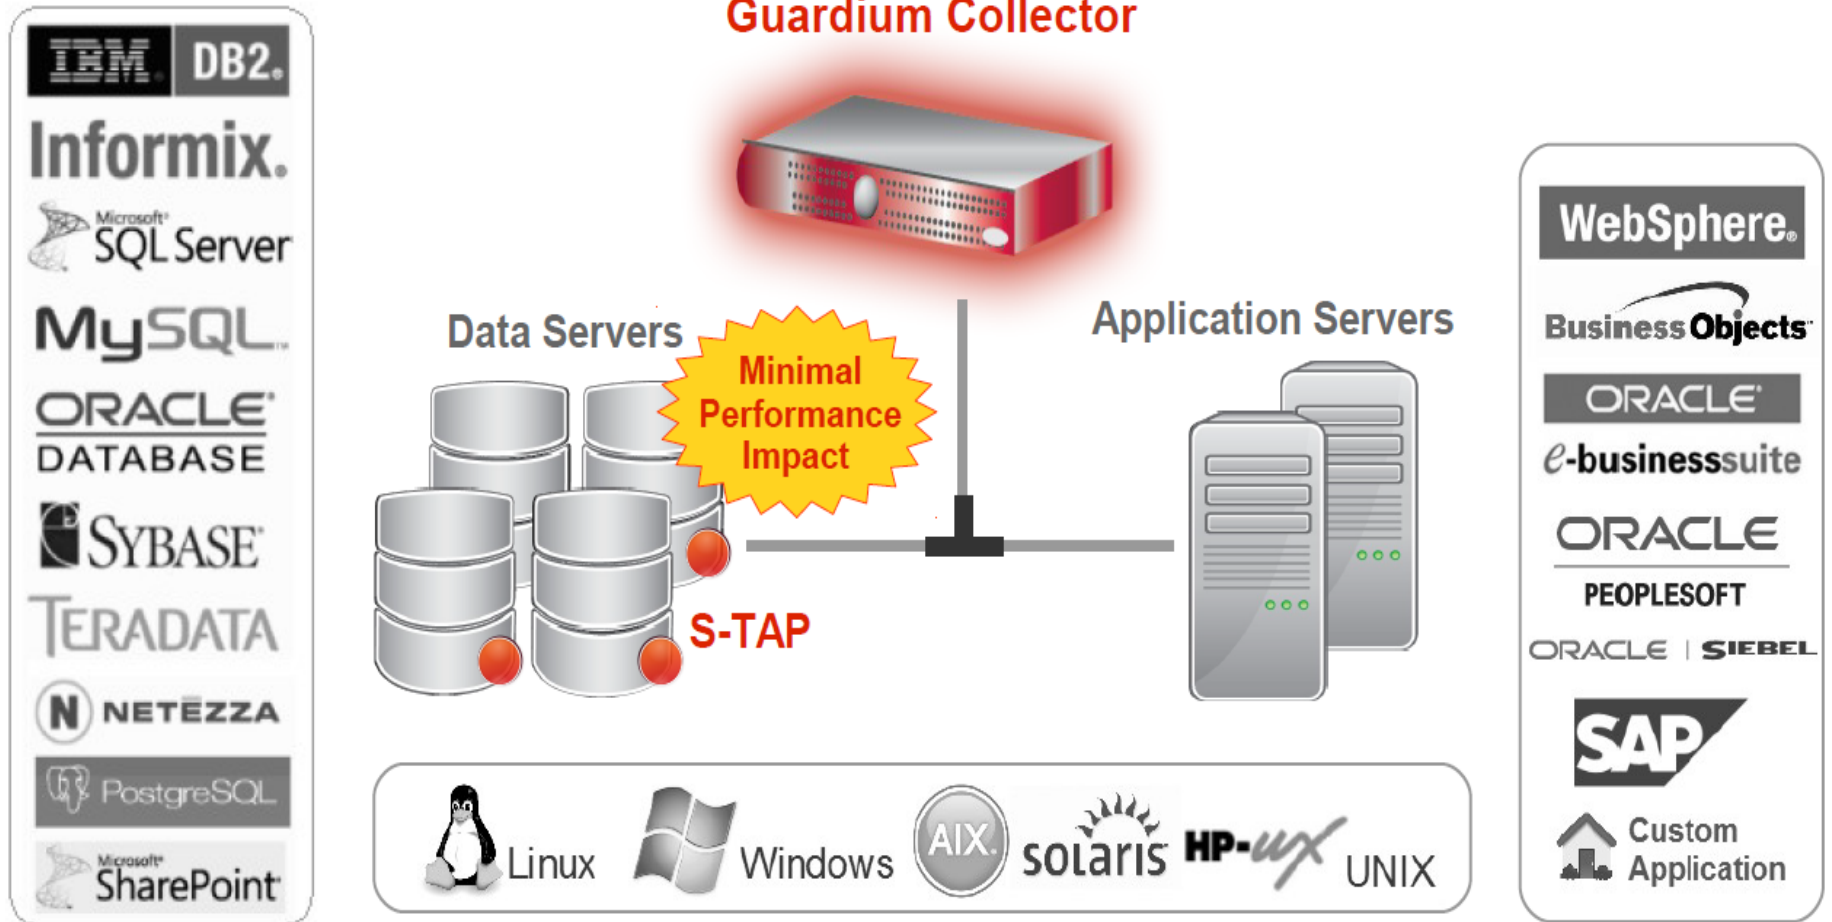 Guardium Collector
IBM. DB2.
Informix.
Microsoft®
SQL Server
MySQL™
ORACLE®
DATABASE
SYBASE®
TERADATA
N NETEZZA
PostgreSQL
Microsoft®
SharePoint
Data Servers
Minimal
Performance
Impact
S-TAP
Application Servers
Linux
Windows
AIX.
solaris
HP-UX
UNIX
WebSphere®
Business Objects
ORACLE®
e-businesssuite
ORACLE
PEOPLESOFT
ORACLE | SIEBEL
SAP
Custom
Application